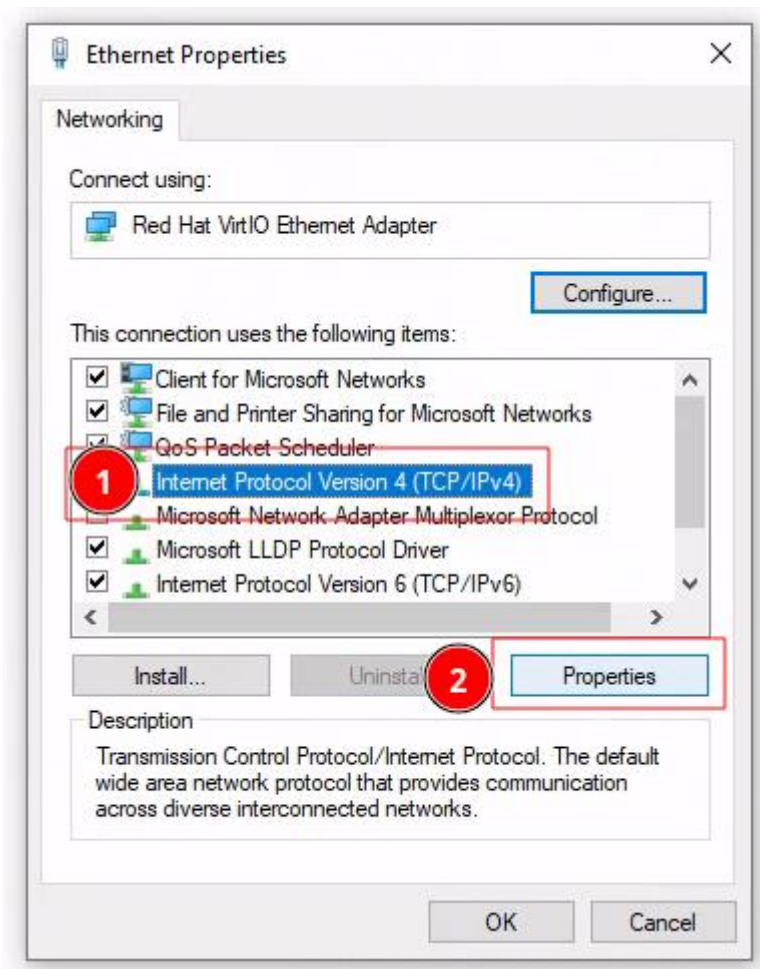 Ethernet Properties
Networking
Connect using:
Red Hat VirtIO Ethernet Adapter
Configure...
This connection uses the following items:
Client for Microsoft Networks
File and Printer Sharing for Microsoft Networks
QoS Packet Scheduler
1 Internet Protocol Version 4 (TCP/IPv4)
Microsoft Network Adapter Multiplexor Protocol
Microsoft LLDP Protocol Driver
Internet Protocol Version 6 (TCP/IPv6)
Install... 2 Properties
Description
Transmission Control Protocol/Internet Protocol. The default
wide area network protocol that provides communication
across diverse interconnected networks.
OK Cancel